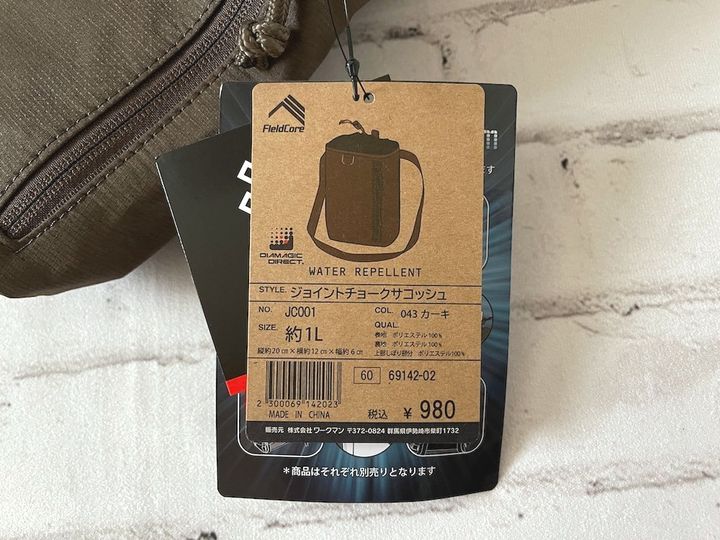 FieldCore
DIAMAGIC
DIRECT.
WATER REPELLENT
STYLE. ジョイントチョークサコッシュ
NO. JC001
COL. 043 カーキ
SIZE. 約1L
QUAL.
表地 ポリエステル100%
裏地 ポリエステル100%
上部しぼり部分 ポリエステル100%
縦約20cm×横約12cm×幅約6cm
60 69142-02
2 300069 142023
MADE IN CHINA
税込 ¥ 980
販売元 株式会社 ワークマン 〒372-0824 群馬県伊勢崎市柴町1732
*商品はそれぞれ別売りとなります